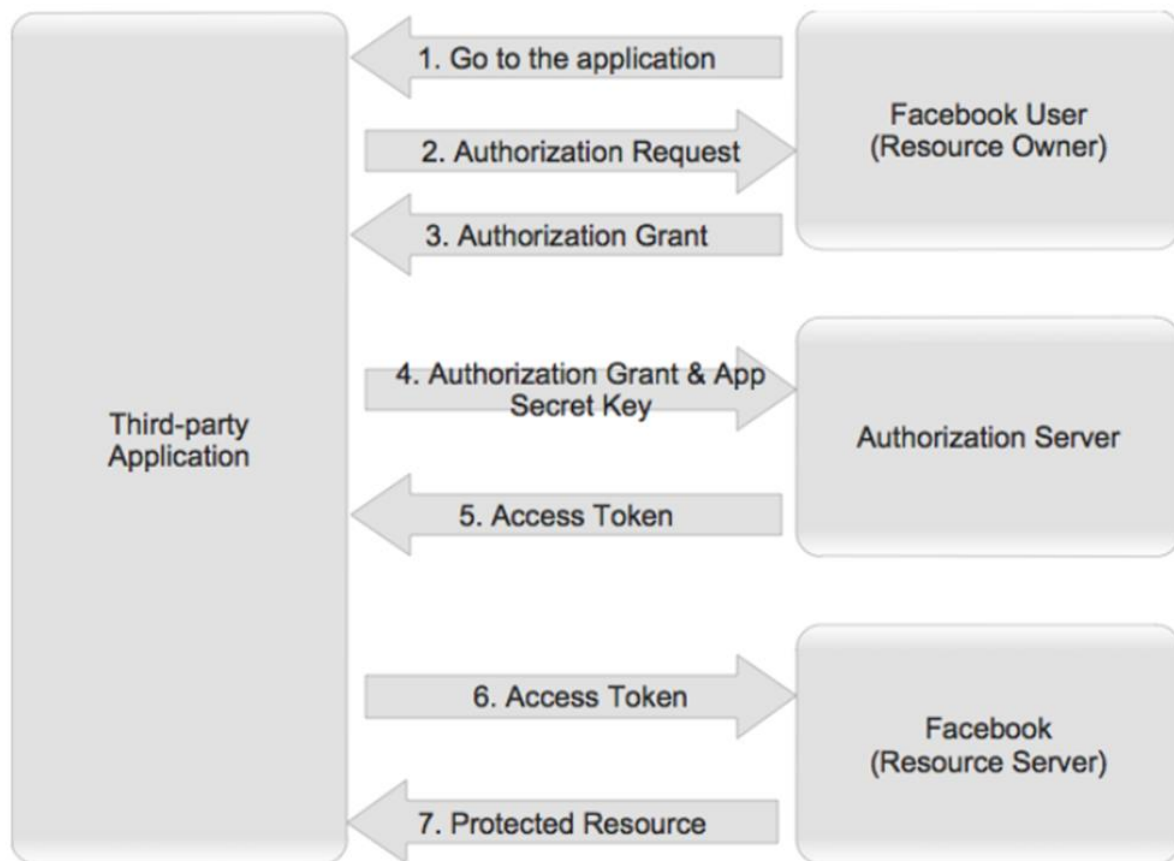 1. Go to the application
2. Authorization Request
3. Authorization Grant
Facebook User
(Resource Owner)
4. Authorization Grant & App
Secret Key
5. Access Token
Third-party
Application
Authorization Server
6. Access Token
7. Protected Resource
Facebook
(Resource Server)